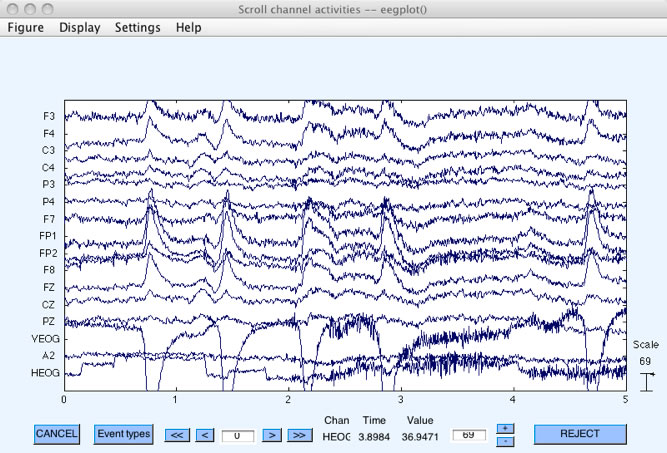 Scroll channel activities -- eegplot()
Figure Display Settings Help
F3
F4
C3
C4
P3
P4
F7
FP1
FP2
F8
FZ
CZ
PZ
VEOG
A2
HEOG
0 1 2 3 4 5
Scale
69
Chan Time Value
CANCEL Event types << < 0 > >> HEOG 3.8984 36.9471 69 + - REJECT